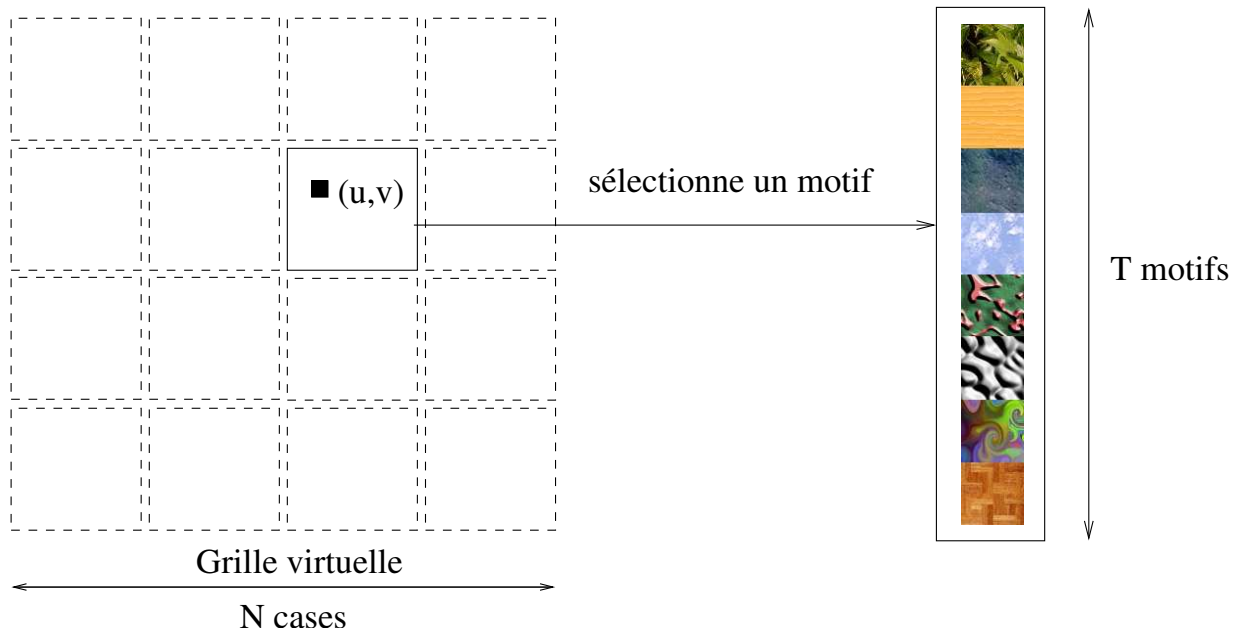 (u,v)
sélectionne un motif
T motifs
Grille virtuelle
N cases